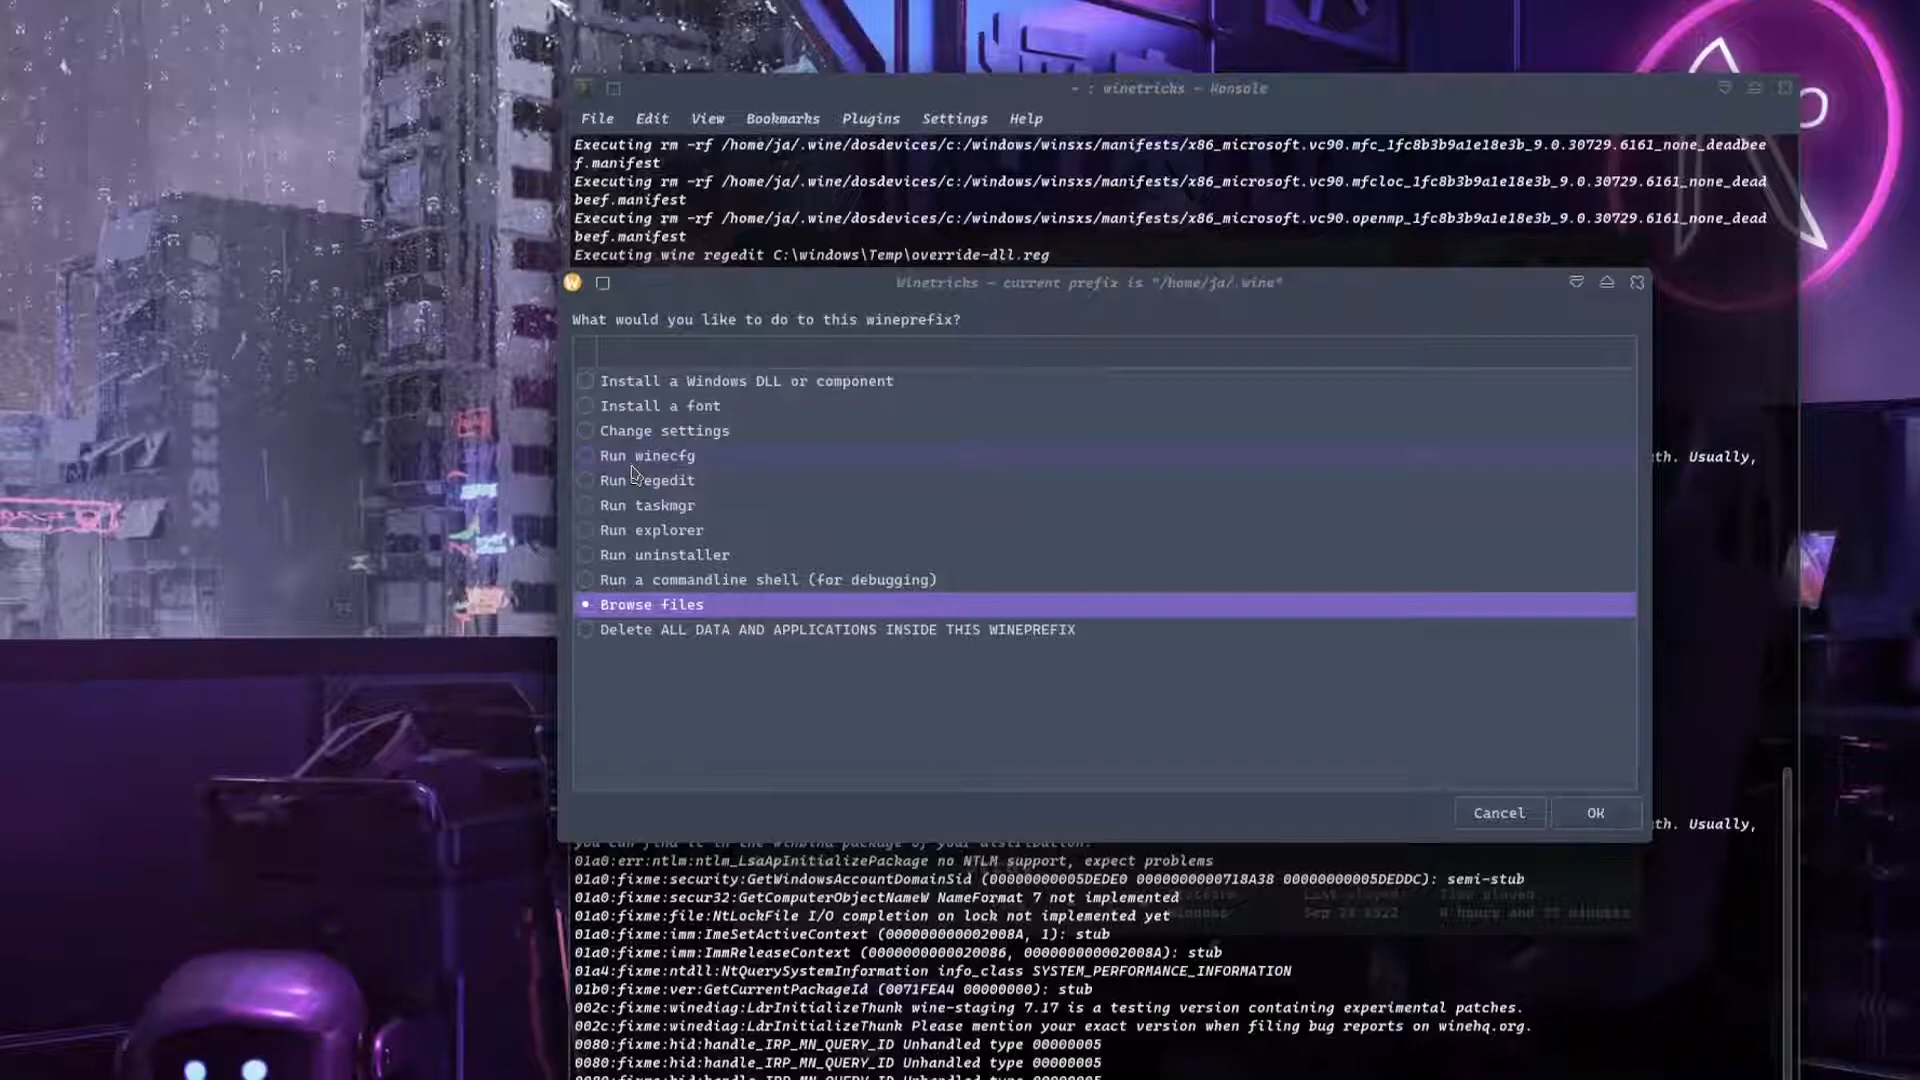 ~ : winetricks — Konsole
File Edit View Bookmarks Plugins Settings Help
Executing rm -rf /home/ja/.wine/dosdevices/c:/windows/winsxs/manifests/x86_microsoft.vc90.mfc_1fc8b3b9a1e18e3b_9.0.30729.6161_none_deadbee
f.manifest
Executing rm -rf /home/ja/.wine/dosdevices/c:/windows/winsxs/manifests/x86_microsoft.vc90.mfcloc_1fc8b3b9a1e18e3b_9.0.30729.6161_none_dead
beef.manifest
Executing rm -rf /home/ja/.wine/dosdevices/c:/windows/winsxs/manifests/x86_microsoft.vc90.openmp_1fc8b3b9a1e18e3b_9.0.30729.6161_none_dead
beef.manifest
Executing wine regedit C:\windows\Temp\override-dll.reg
W
Winetricks — current prefix is "/home/ja/.wine"
What would you like to do to this wineprefix?
Install a Windows DLL or component
Install a font
Change settings
Run winecfg
Run regedit
Run taskmgr
Run explorer
Run uninstaller
Run a commandline shell (for debugging)
Browse files
Delete ALL DATA AND APPLICATIONS INSIDE THIS WINEPREFIX
Cancel OK
th. Usually,
th. Usually,
you can find it in the winbind package of your distribution.
01a0:err:ntlm:ntlm_LsaApInitializePackage no NTLM support, expect problems
01a0:fixme:security:GetWindowsAccountDomainSid (00000000005DEDE0 0000000000718A38 00000000005DEDDC): semi-stub
01a0:fixme:secur32:GetComputerObjectNameW NameFormat 7 not implemented
01a0:fixme:file:NtLockFile I/O completion on lock not implemented yet
01a0:fixme:imm:ImeSetActiveContext (000000000002008A, 1): stub
01a0:fixme:imm:ImmReleaseContext (0000000000020086, 000000000002008A): stub
01a4:fixme:ntdll:NtQuerySystemInformation info_class SYSTEM_PERFORMANCE_INFORMATION
01b0:fixme:ver:GetCurrentPackageId (0071FEA4 00000000): stub
002c:fixme:winediag:LdrInitializeThunk wine-staging 7.17 is a testing version containing experimental patches.
002c:fixme:winediag:LdrInitializeThunk Please mention your exact version when filing bug reports on winehq.org.
0080:fixme:hid:handle_IRP_MN_QUERY_ID Unhandled type 00000005
0080:fixme:hid:handle_IRP_MN_QUERY_ID Unhandled type 00000005